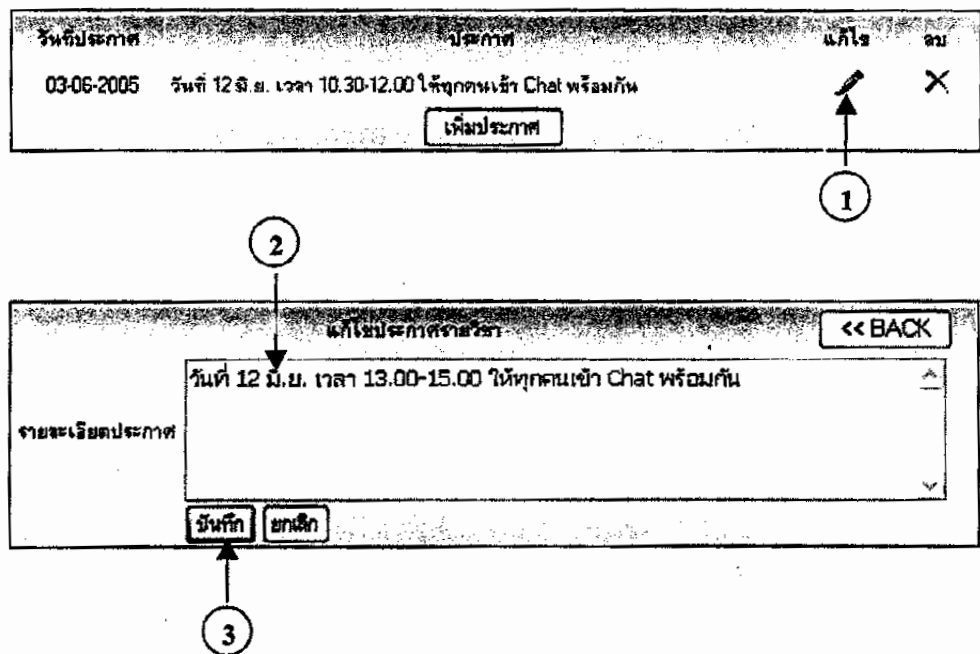 วันที่ประกาศ ประกาศ แก้ไข ลบ
03-06-2005 วันที่ 12 มิ.ย. เวลา 10.30-12.00 ให้ทุกคนเข้า Chat พร้อมกัน
เพิ่มประกาศ
1
2
แก้ไขประกาศรายวิชา << BACK
วันที่ 12 มิ.ย. เวลา 13.00-15.00 ให้ทุกคนเข้า Chat พร้อมกัน
รายละเอียดประกาศ
บันทึก ยกเลิก
3